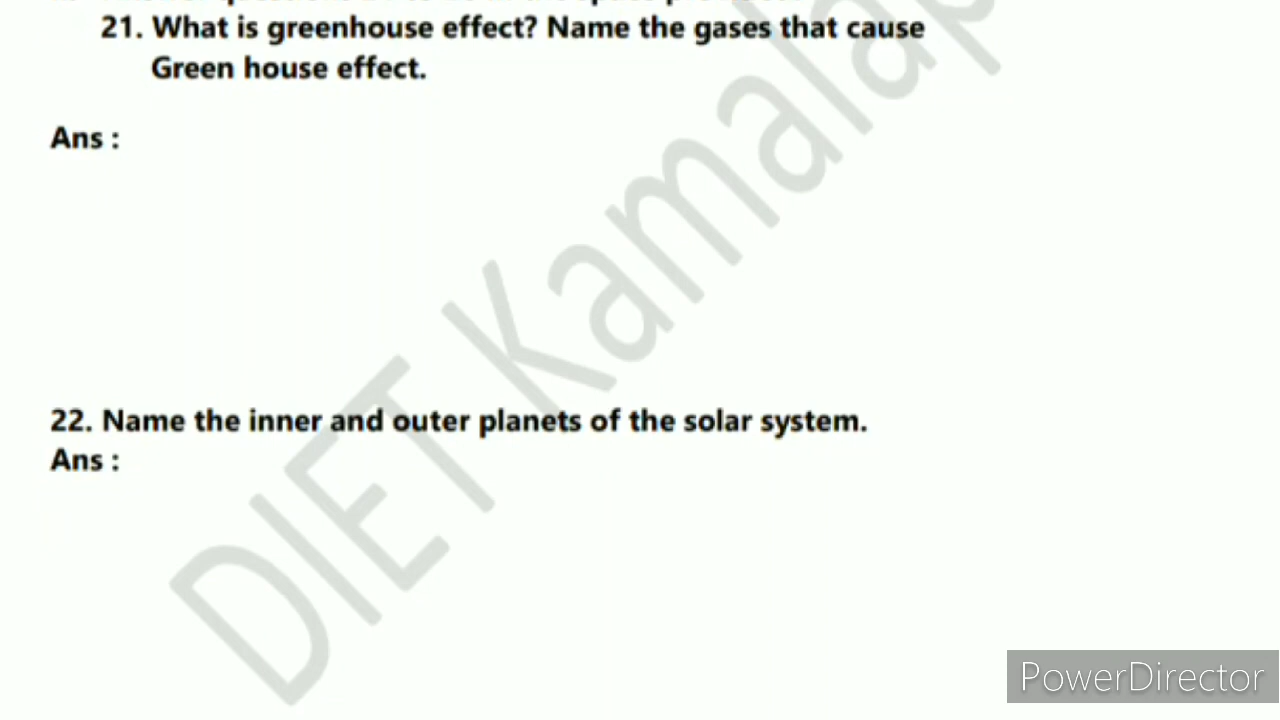 21. What is greenhouse effect? Name the gases that cause
Green house effect.
Ans :
22. Name the inner and outer planets of the solar system.
Ans :
DIET Kamalap
PowerDirector